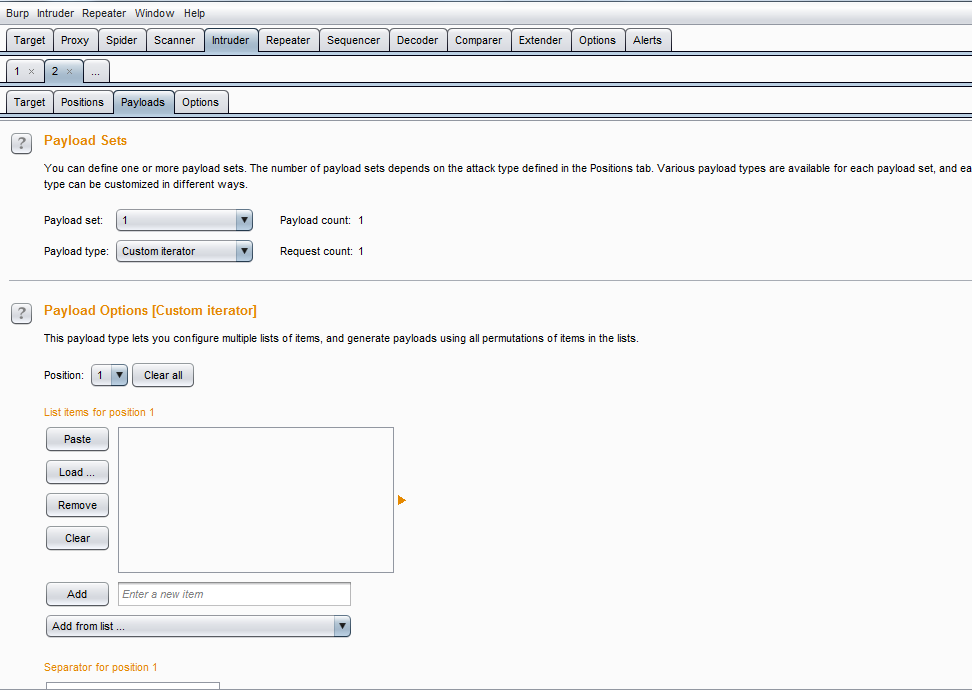 Burp Intruder Repeater Window Help
Target Proxy Spider Scanner Intruder Repeater Sequencer Decoder Comparer Extender Options Alerts
1 × 2 × ...
Target Positions Payloads Options
? Payload Sets
You can define one or more payload sets. The number of payload sets depends on the attack type defined in the Positions tab. Various payload types are available for each payload set, and ea
type can be customized in different ways.
Payload set: 1 Payload count: 1
Payload type: Custom iterator Request count: 1
? Payload Options [Custom iterator]
This payload type lets you configure multiple lists of items, and generate payloads using all permutations of items in the lists.
Position: 1 Clear all
List items for position 1
Paste
Load ...
Remove
Clear
Add Enter a new item
Add from list ...
Separator for position 1